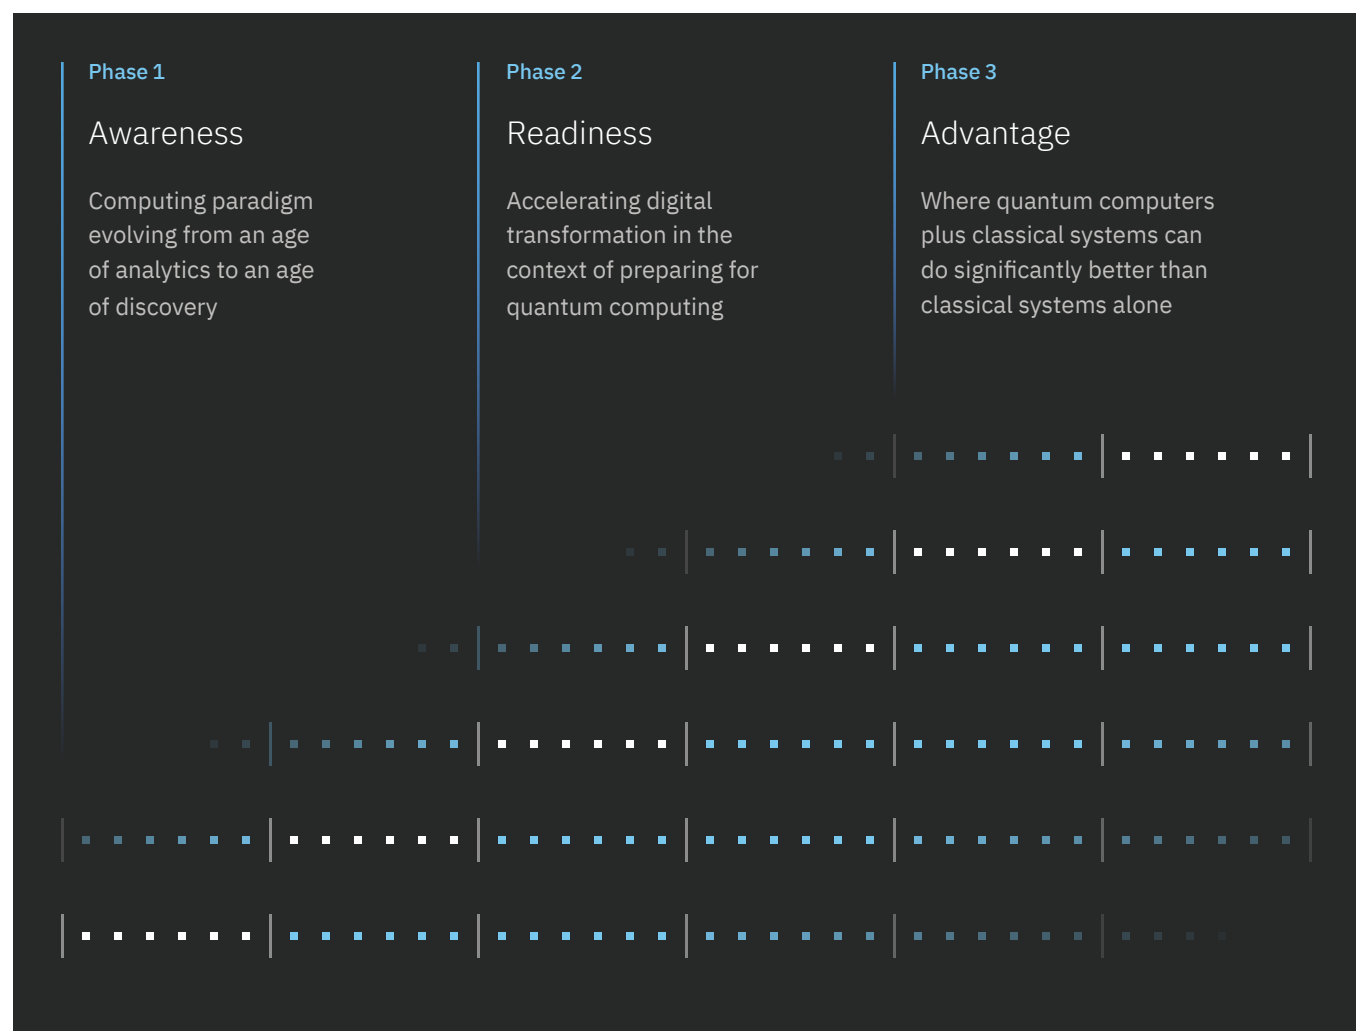 Phase 1
Awareness
Computing paradigm
evolving from an age
of analytics to an age
of discovery
Phase 2
Readiness
Accelerating digital
transformation in the
context of preparing for
quantum computing
Phase 3
Advantage
Where quantum computers
plus classical systems can
do significantly better than
classical systems alone